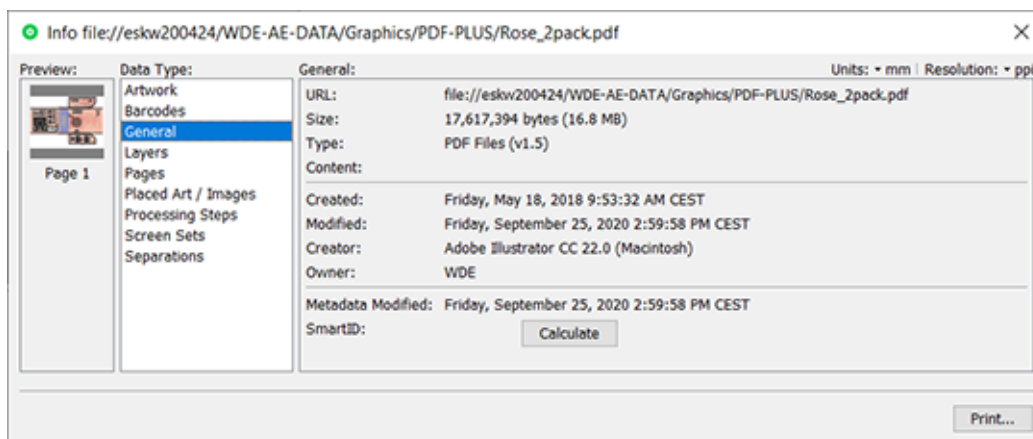 Info file://eskw200424/WDE-AE-DATA/Graphics/PDF-PLUS/Rose_2pack.pdf
Preview:
Page 1
Data Type:
Artwork
Barcodes
General
Layers
Pages
Placed Art / Images
Processing Steps
Screen Sets
Separations
General:
Units: mm | Resolution: ppi
URL: file://eskw200424/WDE-AE-DATA/Graphics/PDF-PLUS/Rose_2pack.pdf
Size: 17,617,394 bytes (16.8 MB)
Type: PDF Files (v1.5)
Content:
Created: Friday, May 18, 2018 9:53:32 AM CEST
Modified: Friday, September 25, 2020 2:59:58 PM CEST
Creator: Adobe Illustrator CC 22.0 (Macintosh)
Owner: WDE
Metadata Modified: Friday, September 25, 2020 2:59:58 PM CEST
SmartID: Calculate
Print...